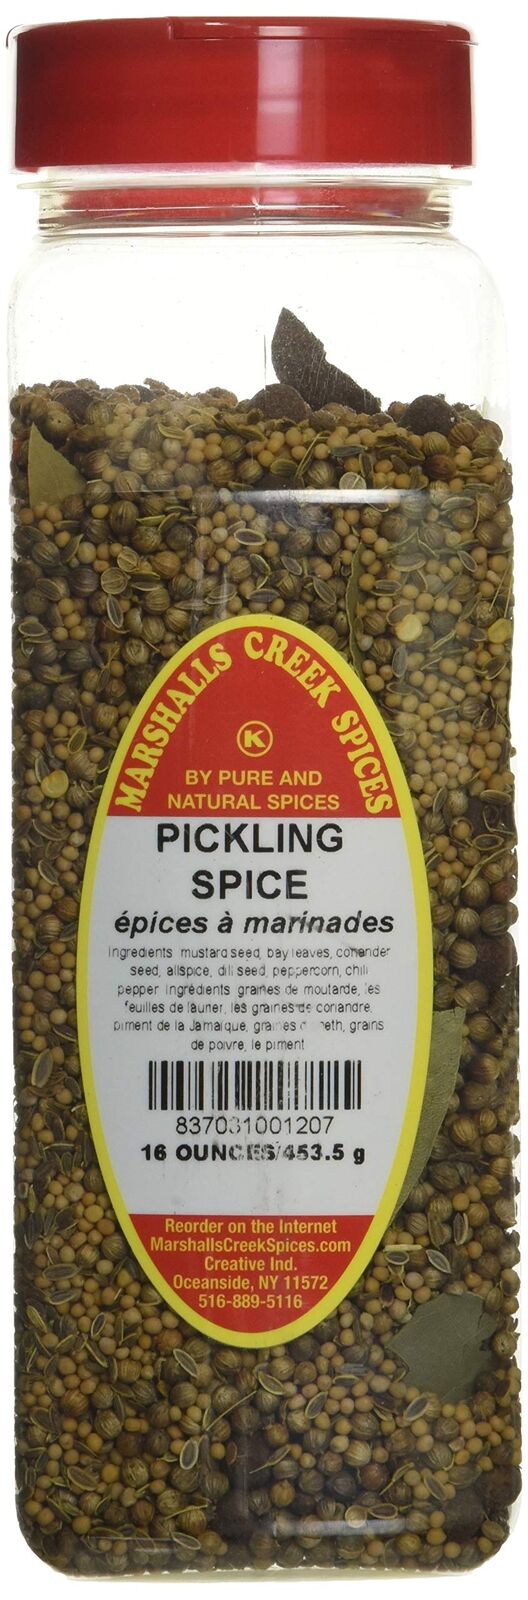 MARSHALLS CREEK SPICES
K
BY PURE AND
NATURAL SPICES
PICKLING
SPICE
épices à marinades
Ingredients mustard seed, bay leaves, coriander
seed, allspice, dill seed, peppercorn, chili
pepper ingrédients graines de moutarde, les
feuilles de laurier, les graines de coriandre,
piment de la Jamaïque, graines grains
de poivre, le piment
837031001207
16 OUNCES/453.5 g
Reorder on the Internet
MarshallsCreekSpices.com
Creative Ind.
Oceanside, NY 11572
516-889-5116